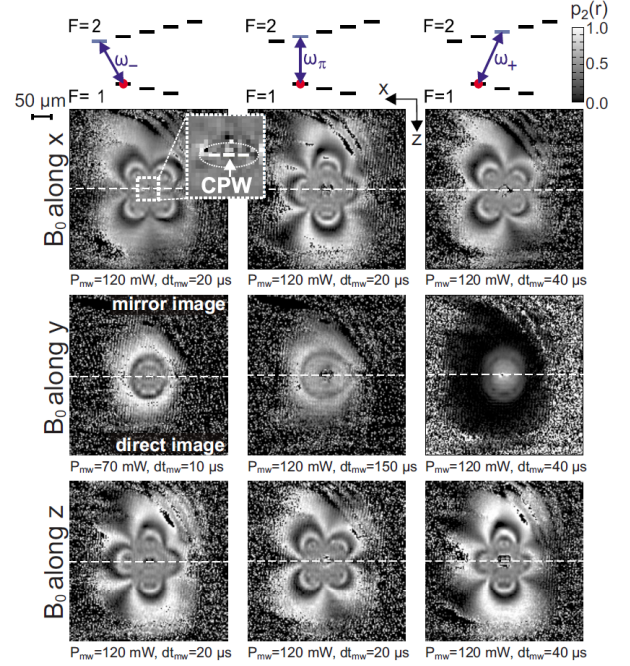 p₂(r)
F=2 F=2 F=2
ω₋ ωπ ω₊
1.0
0.5
0.0
F= 1 F=1 F=1
50 μm
x
z
CPW
B₀ along x
Pmw=120 mW, dtmw=20 μs Pmw=120 mW, dtmw=20 μs Pmw=120 mW, dtmw=40 μs
mirror image
B₀ along y
direct image
Pmw=70 mW, dtmw=10 μs Pmw=120 mW, dtmw=150 μs Pmw=120 mW, dtmw=40 μs
B₀ along z
Pmw=120 mW, dtmw=20 μs Pmw=120 mW, dtmw=20 μs Pmw=120 mW, dtmw=40 μs